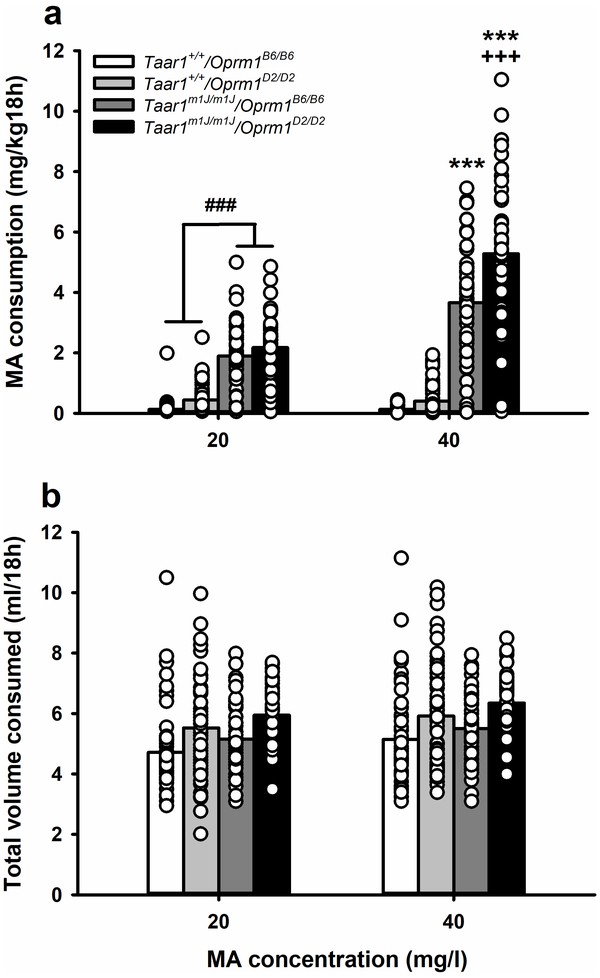 a
MA consumption (mg/kg18h)
12
10
8
6
4
2
0
Taar1+/+/Oprm1B6/B6
Taar1+/+/Oprm1D2/D2
Taar1m1J/m1J/Oprm1B6/B6
Taar1m1J/m1J/Oprm1D2/D2
###
***
***
+++
20 40
b
Total volume consumed (ml/18h)
12
10
8
6
4
2
0
20 40
MA concentration (mg/l)